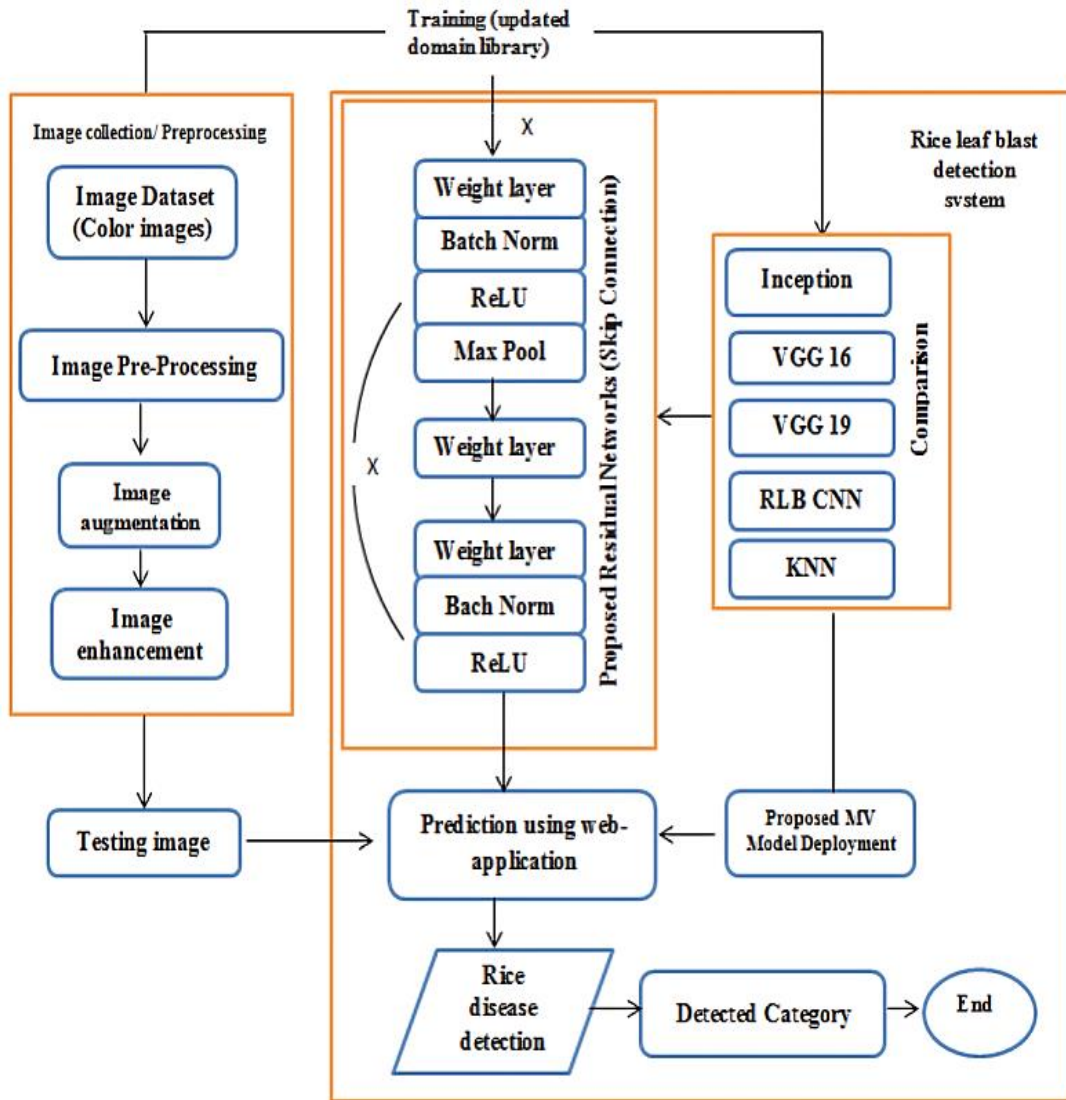 Training (updated
domain library)
Image collection/ Preprocessing
Image Dataset
(Color images)
Image Pre-Processing
Image
augmentation
Image
enhancement
Testing image
X
Weight layer
Batch Norm
ReLU
Max Pool
Weight layer
X
Weight layer
Bach Norm
ReLU
Proposed Residual Networks (Skip Connection)
Rice leaf blast
detection
system
Inception
VGG 16
VGG 19
RLB CNN
KNN
Comparison
Prediction using web-
application
Proposed MV
Model Deployment
Rice
disease
detection
Detected Category
End